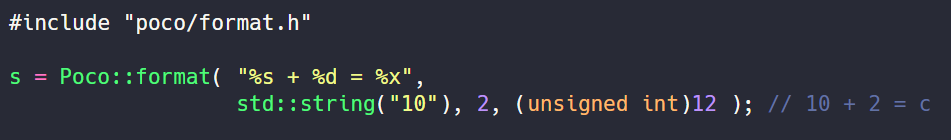 #include "poco/format.h"
s = Poco::format( "%s + %d = %x",
std::string("10"), 2, (unsigned int)12 ); // 10 + 2 = c